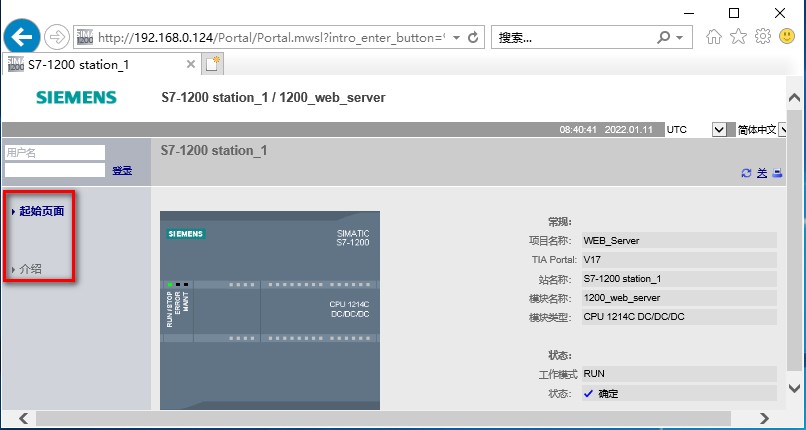 http://192.168.0.124/Portal/Portal.mwsl?intro_enter_button=
搜索...
S7-1200 station_1
SIEMENS
S7-1200 station_1 / 1200_web_server
08:40:41 2022.01.11 UTC 简体中文
用户名
登录
S7-1200 station_1
关
起始页面
介绍
SIEMENS
SIMATIC
S7-1200
RUN / STOP
ERROR
MAINT
CPU 1214C
DC/DC/DC
常规:
项目名称: WEB_Server
TIA Portal: V17
站名称: S7-1200 station_1
模块名称: 1200_web_server
模块类型: CPU 1214C DC/DC/DC
状态:
工作模式 RUN
状态: 确定